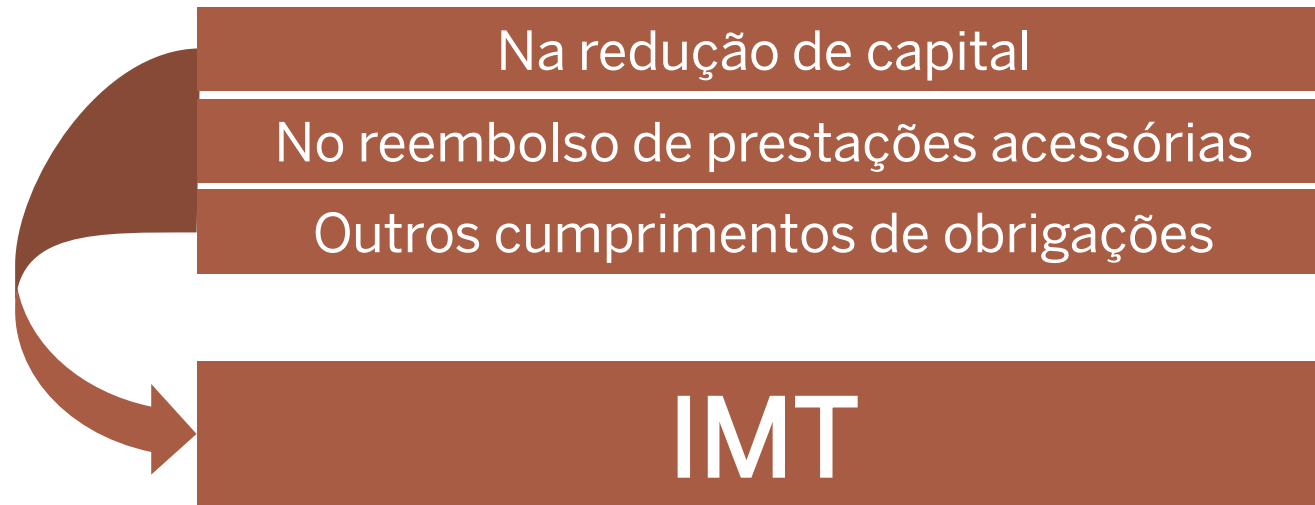 Na redução de capital
No reembolso de prestações acessórias
Outros cumprimentos de obrigações
IMT